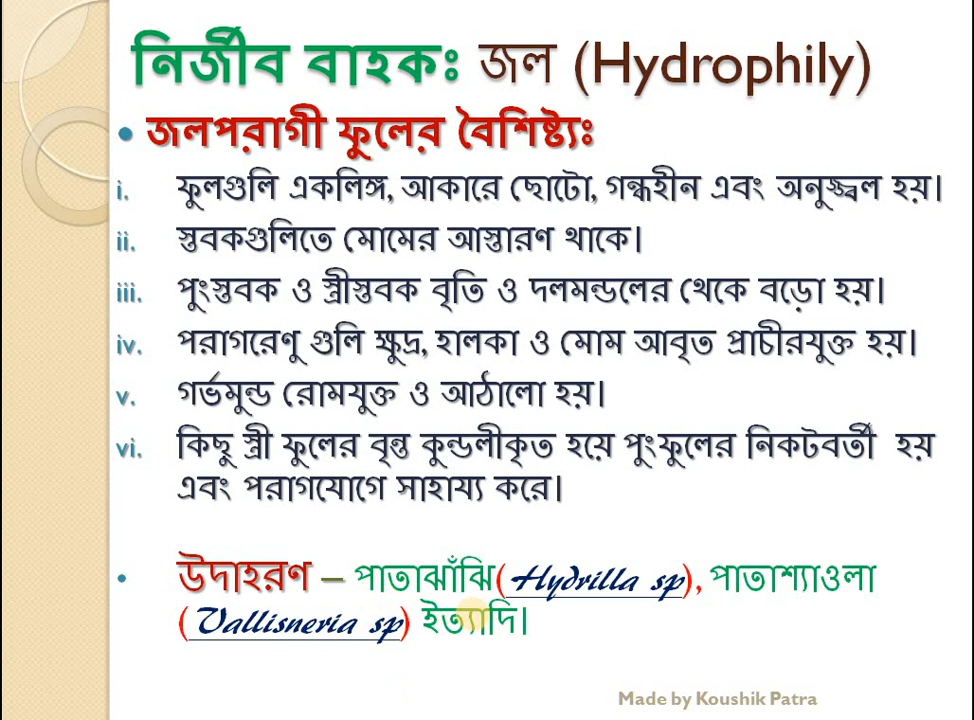 নির্জীব বাহকঃ জল (Hydrophily)
• জলপরাগী ফুলের বৈশিষ্ট্যঃ
i. ফুলগুলি একলিঙ্গ, আকারে ছোটো, গন্ধহীন এবং অনুজ্জ্বল হয়।
ii. স্তবকগুলিতে মোমের আস্তারণ থাকে।
iii. পুংস্তবক ও স্ত্রীস্তবক বৃতি ও দলমন্ডলের থেকে বড়ো হয়।
iv. পরাগরেণু গুলি ক্ষুদ্র, হালকা ও মোম আবৃত প্রাচীরযুক্ত হয়।
v. গর্ভমুন্ড রোমযুক্ত ও আঠালো হয়।
vi. কিছু স্ত্রী ফুলের বৃন্ত কুন্ডলীকৃত হয়ে পুংফুলের নিকটবর্তী হয়
এবং পরাগযোগে সাহায্য করে।
• উদাহরণ – পাতাঝাঁঝি(Hydrilla sp), পাতাশ্যাওলা
(Vallisneria sp) ইত্যাদি।
Made by Koushik Patra